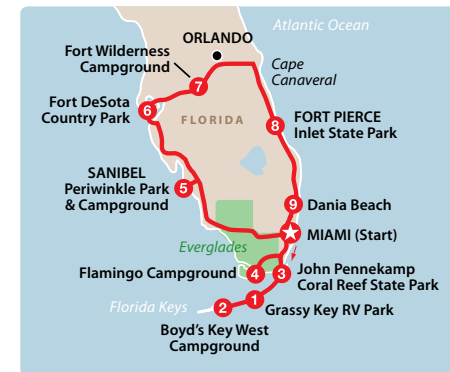 Atlantic Ocean
ORLANDO
Fort Wilderness
Campground
Cape
Canaveral
7
Fort DeSota
Country Park
6
FLORIDA
8
FORT PIERCE
Inlet State Park
SANIBEL
Periwinkle Park
& Campground
5
9
Dania Beach
MIAMI (Start)
Everglades
Flamingo Campground
4
3
John Pennekamp
Coral Reef State Park
Florida Keys
2
1
Grassy Key RV Park
Boyd's Key West
Campground